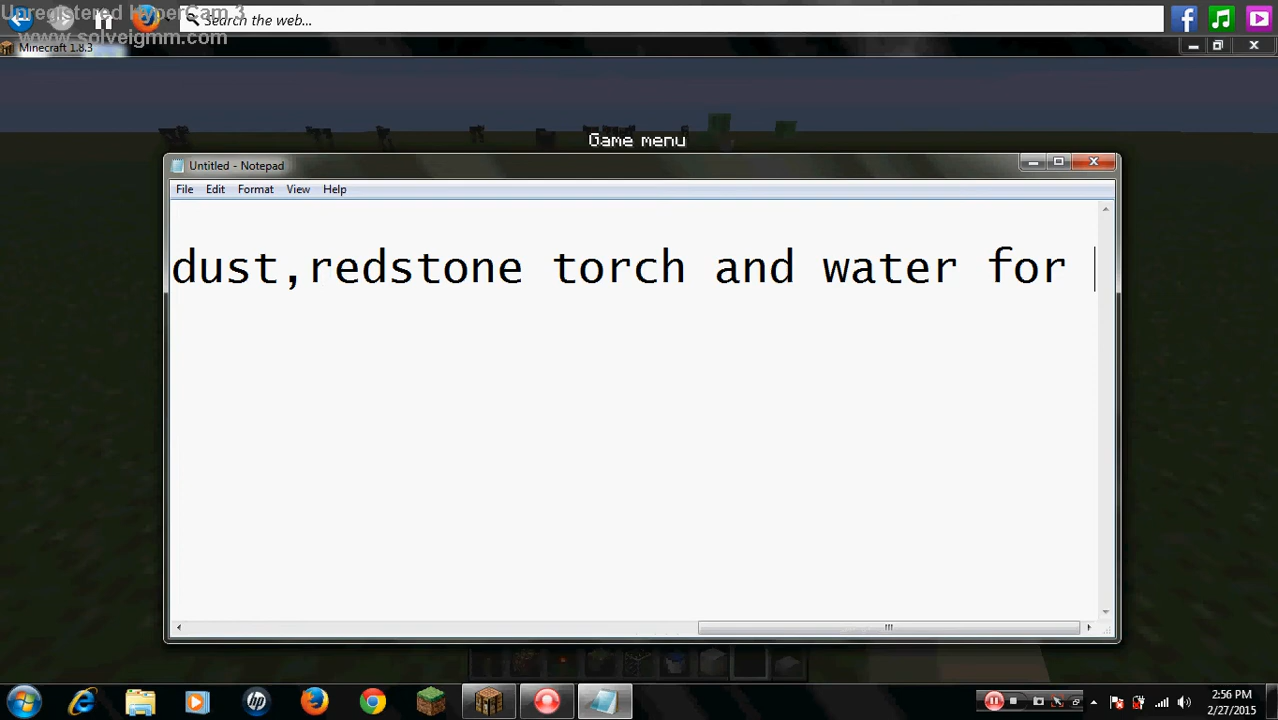 Unregistered HyperCam 3
Search the web...
www.solveigmm.com
Minecraft 1.8.3
Game menu
Untitled - Notepad
File Edit Format View Help
dust,redstone torch and water for
2:56 PM
2/27/2015